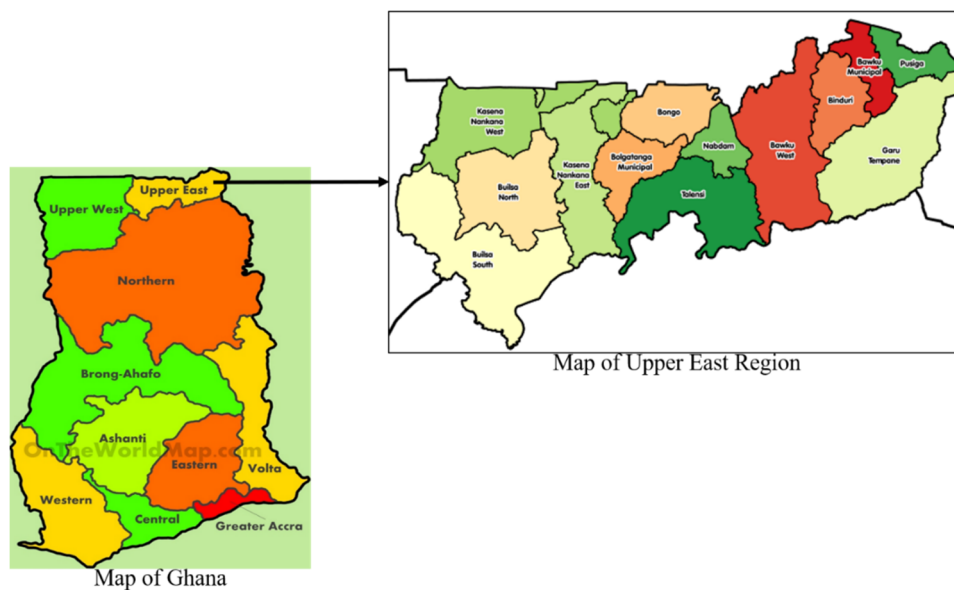 Upper East
Upper West
Northern
Brong-Ahafo
Ashanti
OnTheWorldMap.com
Eastern
Volta
Western
Central
Greater Accra
Map of Ghana
Kasena
Nankana
West
Builsa
North
Builsa
South
Kasena
Nankana
East
Bongo
Bolgatanga
Municipal
Nabdam
Talensi
Bawku
West
Bawku
Municipal
Binduri
Pusiga
Garu
Tempane
Map of Upper East Region